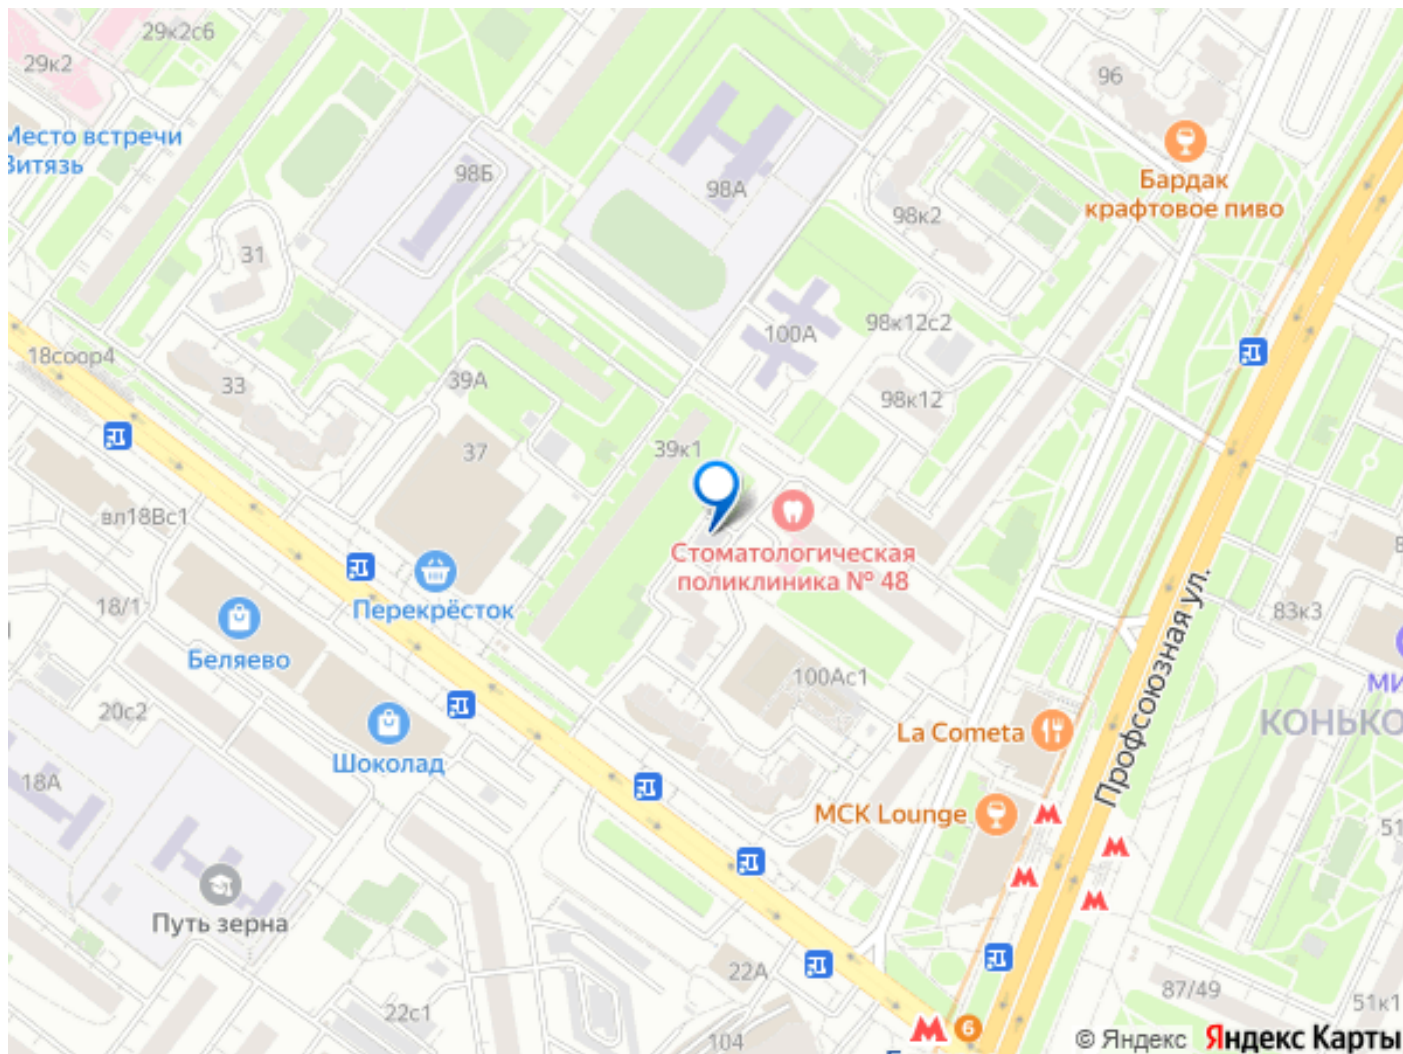 29к2с6
29к2
96
Место встречи
Витязь
98Б
98А
Бардак
крафтовое пиво
98к2
31
98к12с2
100А
18соор4
33
39А
98к12
39к1
37
вл18Вс1
Стоматологическая
поликлиника № 48
Перекрёсток
18/1
Беляево
83к3
Профсоюзная ул.
100Ас1
20с2
La Cometa
КОНЬКО
Шоколад
18А
МСК Lounge
51
Путь зерна
22А
22с1
87/49
51к1
104
6
© Яндекс Яндекс Карты